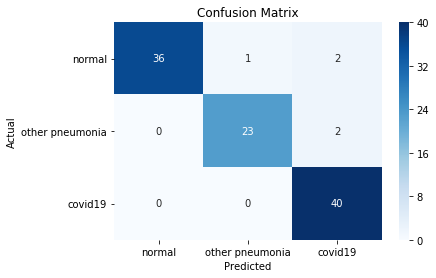 Confusion Matrix
normal
36
1
2
other pneumonia
0
23
2
covid19
0
0
40
normal
other pneumonia
covid19
Predicted
Actual
40
32
24
16
8
0